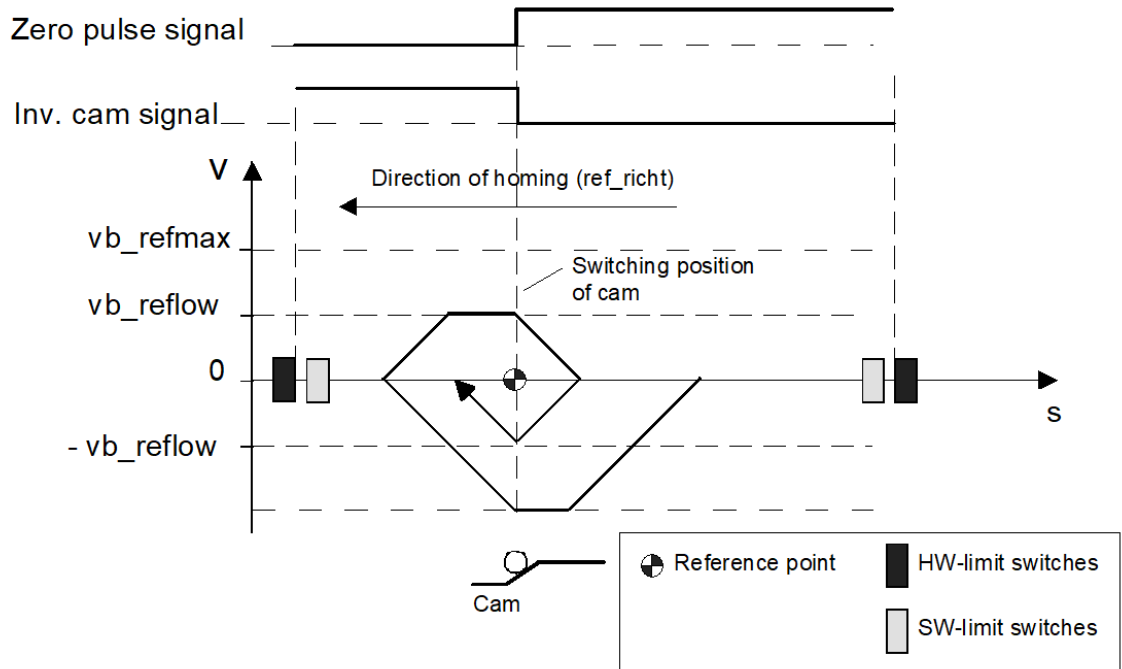 Zero pulse signal
Inv. cam signal
V
Direction of homing (ref_richt)
vb_refmax
Switching position
of cam
vb_reflow
0
s
- vb_reflow
Cam
Reference point
HW-limit switches
SW-limit switches